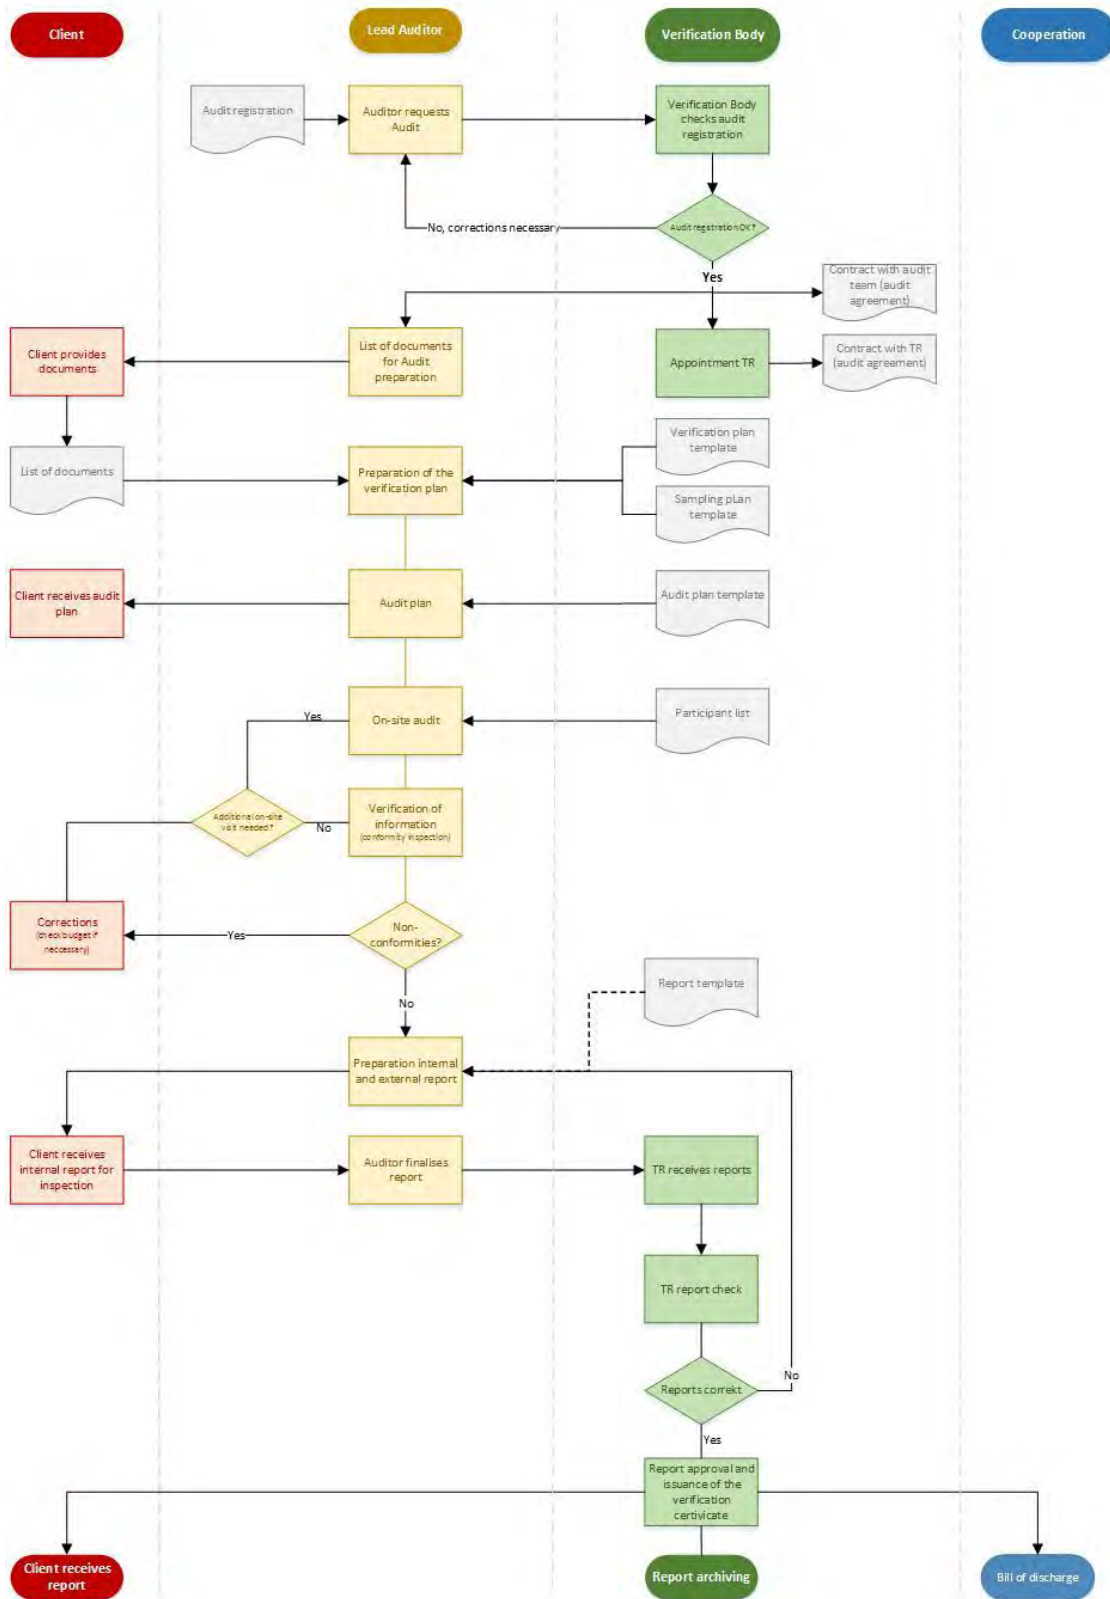 Client
Lead Auditor
Verification Body
Cooperation
Audit registration
Auditor requests
Audit
Verification Body
checks audit
registration
No, corrections necessary
Audit registration OK?
Yes
Contract with audit
team (audit
agreement)
Client provides
documents
List of documents
for Audit
preparation
Appointment TR
Contract with TR
(audit agreement)
List of documents
Preparation of the
verification plan
Verification plan
template
Sampling pLan
template
Client receives audit
plan
Audit plan
Audit plan template
Yes
On-site audit
Participant list
Additional on-site
visit needed?
No
Verification of
information
(conformity inspection)
Corrections
(check budget if
neccessary)
Yes
Non-
conformities?
No
Report template
Preparation internal
and external report
Client receives
internal report for
inspection
Auditor finalises
report
TR receives reports
TR report check
Reports correkt
No
Yes
Report approval and
issuance of the
verification
certivicate
Client receives
report
Report archiving
Bill of discharge